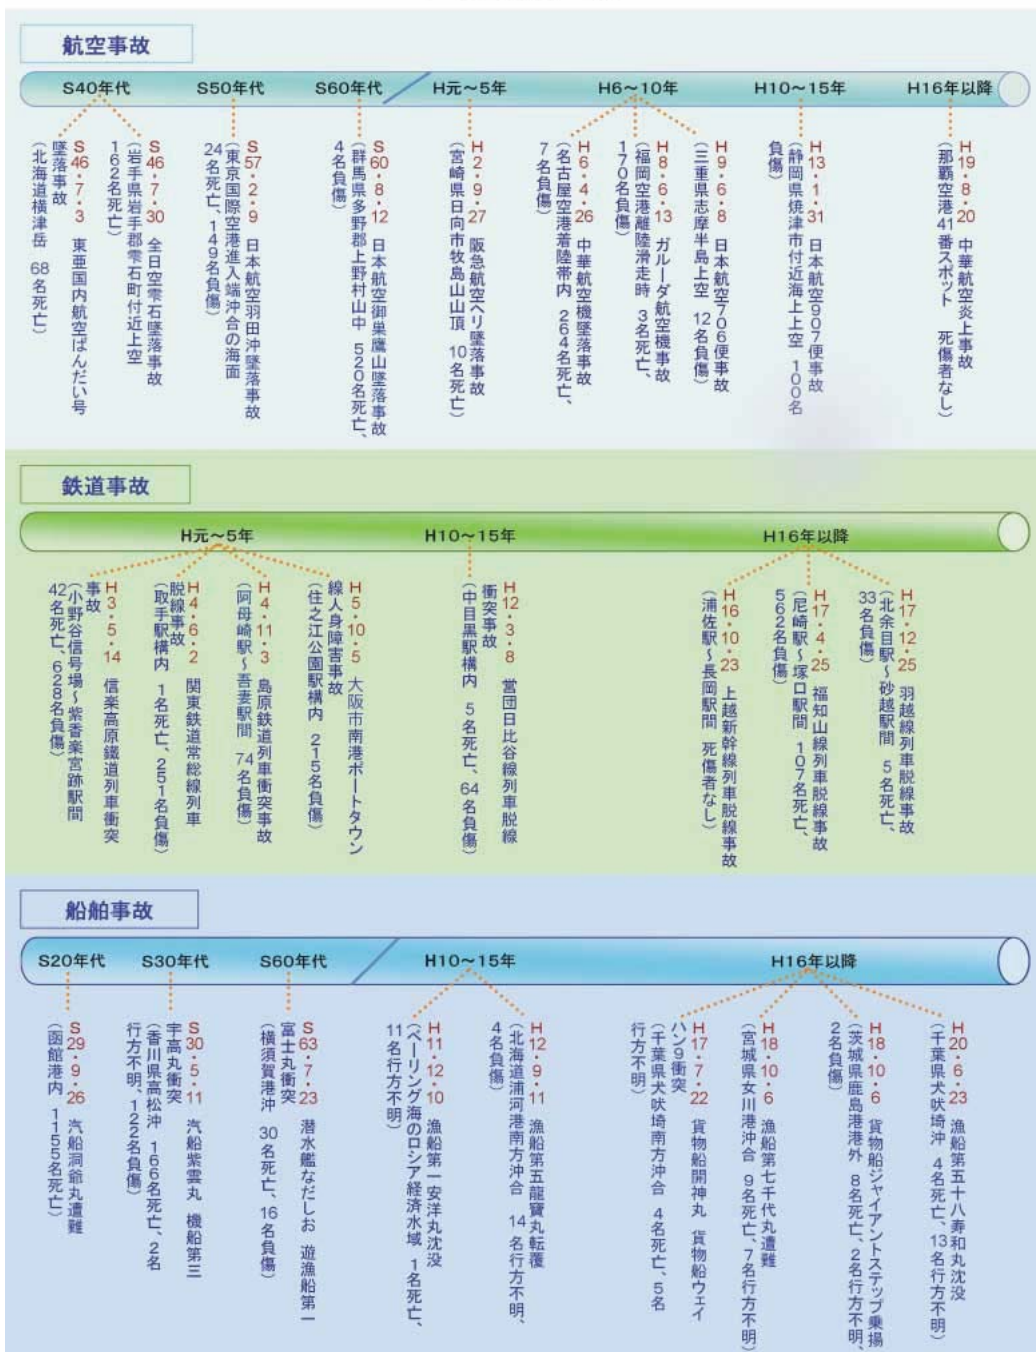 航空事故
S40年代
S50年代
S60年代
H元～5年
H6～10年
H10～15年
H16年以降
S46・7・3 東亜国内航空ばんだい号
墜落事故
（北海道横津岳 68名死亡）
S46・7・30 全日空雫石墜落事故
（岩手県岩手郡雫石町付近上空
162名死亡）
S57・2・9 日本航空羽田沖墜落事故
（東京国際空港進入端沖合の海面
24名死亡、149名負傷）
S60・8・12 日本航空御巣鷹山墜落事故
（群馬県多野郡上野村山中 520名死亡、
4名負傷）
H2・9・27 阪急航空ヘリ墜落事故
（宮崎県日向市牧島山山頂 10名死亡）
H6・4・26 中華航空機墜落事故
（名古屋空港着陸帯内 264名死亡、
7名負傷）
H8・6・13 ガルーダ航空機事故
（福岡空港離陸滑走時 3名死亡、
170名負傷）
H9・6・8 日本航空706便事故
（三重県志摩半島上空 12名負傷）
H13・1・31 日本航空907便事故
（静岡県焼津市付近海上上空 100名
負傷）
H19・8・20 中華航空炎上事故
（那覇空港41番スポット 死傷者なし）
鉄道事故
H元～5年
H10～15年
H16年以降
H3・5・14 信楽高原鐵道列車衝突
事故
（小野谷信号場～紫香楽宮跡駅間
42名死亡、628名負傷）
H4・6・2 関東鉄道常総線列車
脱線事故
（取手駅構内 1名死亡、251名負傷）
H4・11・3 島原鉄道列車衝突事故
（阿母崎駅～吾妻駅間 74名負傷）
H5・10・5 大阪市南港ポートタウン
線人身障害事故
（住之江公園駅構内 215名負傷）
H12・3・8 営団日比谷線列車脱線
衝突事故
（中目黒駅構内 5名死亡、64名負傷）
H16・10・23 上越新幹線列車脱線事故
（浦佐駅～長岡駅間 死傷者なし）
H17・4・25 福知山線列車脱線事故
（尼崎駅～塚口駅間 107名死亡、
562名負傷）
H17・12・25 羽越線列車脱線事故
（北余目駅～砂越駅間 5名死亡、
33名負傷）
船舶事故
S20年代
S30年代
S60年代
H10～15年
H16年以降
S29・9・26 汽船洞爺丸遭難
（函館港内 1155名死亡）
S30・5・11 汽船紫雲丸 機船第三
宇高丸衝突
（香川県高松沖 166名死亡、2名
行方不明、122名負傷）
S63・7・23 潜水艦なだしお 遊漁船第一
富士丸衝突
（横須賀港沖 30名死亡、16名負傷）
H11・12・10 漁船第一安洋丸沈没
（ベーリング海のロシア経済水域 1名死亡、
11名行方不明）
H12・9・11 漁船第五龍寶丸転覆
（北海道浦河港南方沖合 14名行方不明、
4名負傷）
H17・7・22 貨物船開神丸 貨物船ウェイ
ハン9衝突
（千葉県犬吠埼南方沖合 4名死亡、5名
行方不明）
H18・10・6 漁船第七千代丸遭難
（宮城県女川港沖合 9名死亡、7名行方不明）
H18・10・6 貨物船ジャイアントステップ乗揚
（茨城県鹿島港港外 8名死亡、2名行方不明、
2名負傷）
H20・6・23 漁船第五十八寿和丸沈没
（千葉県犬吠埼沖 4名死亡、13名行方不明）